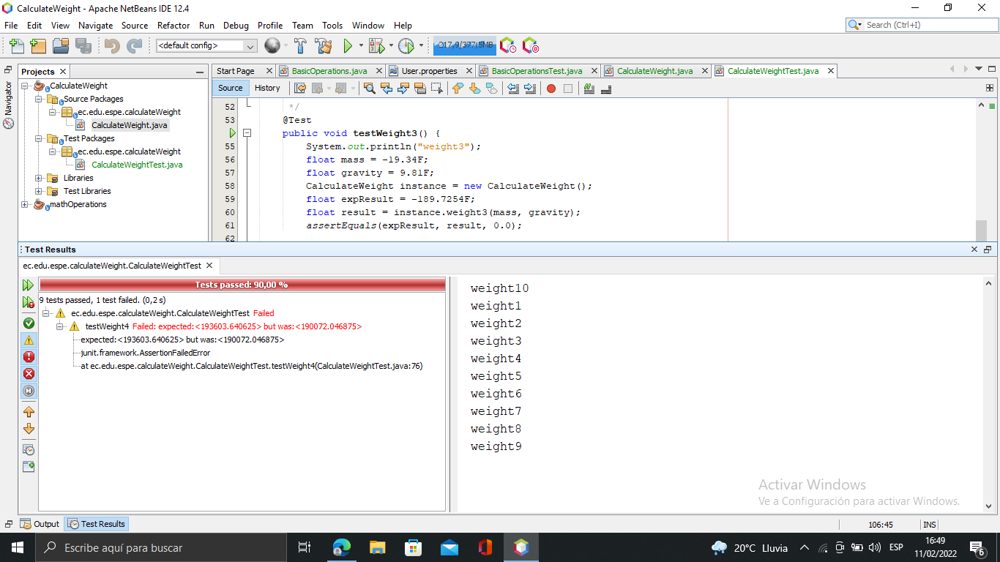 CalculateWeight - Apache NetBeans IDE 12.4
File Edit View Navigate Source Refactor Run Debug Profile Team Tools Window Help
Search (Ctrl+I)
<default config>
217,9/377,5MB
Projects
Navigator
CalculateWeight
Source Packages
ec.edu.espe.calculateWeight
CalculateWeight.java
Test Packages
ec.edu.espe.calculateWeight
CalculateWeightTest.java
Libraries
Test Libraries
mathOperations
Start Page BasicOperations.java User.properties BasicOperationsTest.java CalculateWeight.java CalculateWeightTest.java
Source History
52 */
53 @Test
public void testWeight3() {
55 System.out.println("weight3");
56 float mass = -19.34F;
57 float gravity = 9.81F;
58 CalculateWeight instance = new CalculateWeight();
59 float expResult = -189.7254F;
60 float result = instance.weight3(mass, gravity);
61 assertEquals(expResult, result, 0.0);
62
Test Results
ec.edu.espe.calculateWeight.CalculateWeightTest
Tests passed: 90,00 %
9 tests passed, 1 test failed. (0,2 s)
ec.edu.espe.calculateWeight.CalculateWeightTest Failed
testWeight4 Failed: expected:<193603.640625> but was:<190072.046875>
expected:<193603.640625> but was:<190072.046875>
junit.framework.AssertionFailedError
at ec.edu.espe.calculateWeight.CalculateWeightTest.testWeight4(CalculateWeightTest.java:76)
weight10
weight1
weight2
weight3
weight4
weight5
weight6
weight7
weight8
weight9
Activar Windows
Ve a Configuración para activar Windows.
Output Test Results
106:45 INS
Escribe aquí para buscar
20°C Lluvia
ESP
16:49
11/02/2022
6